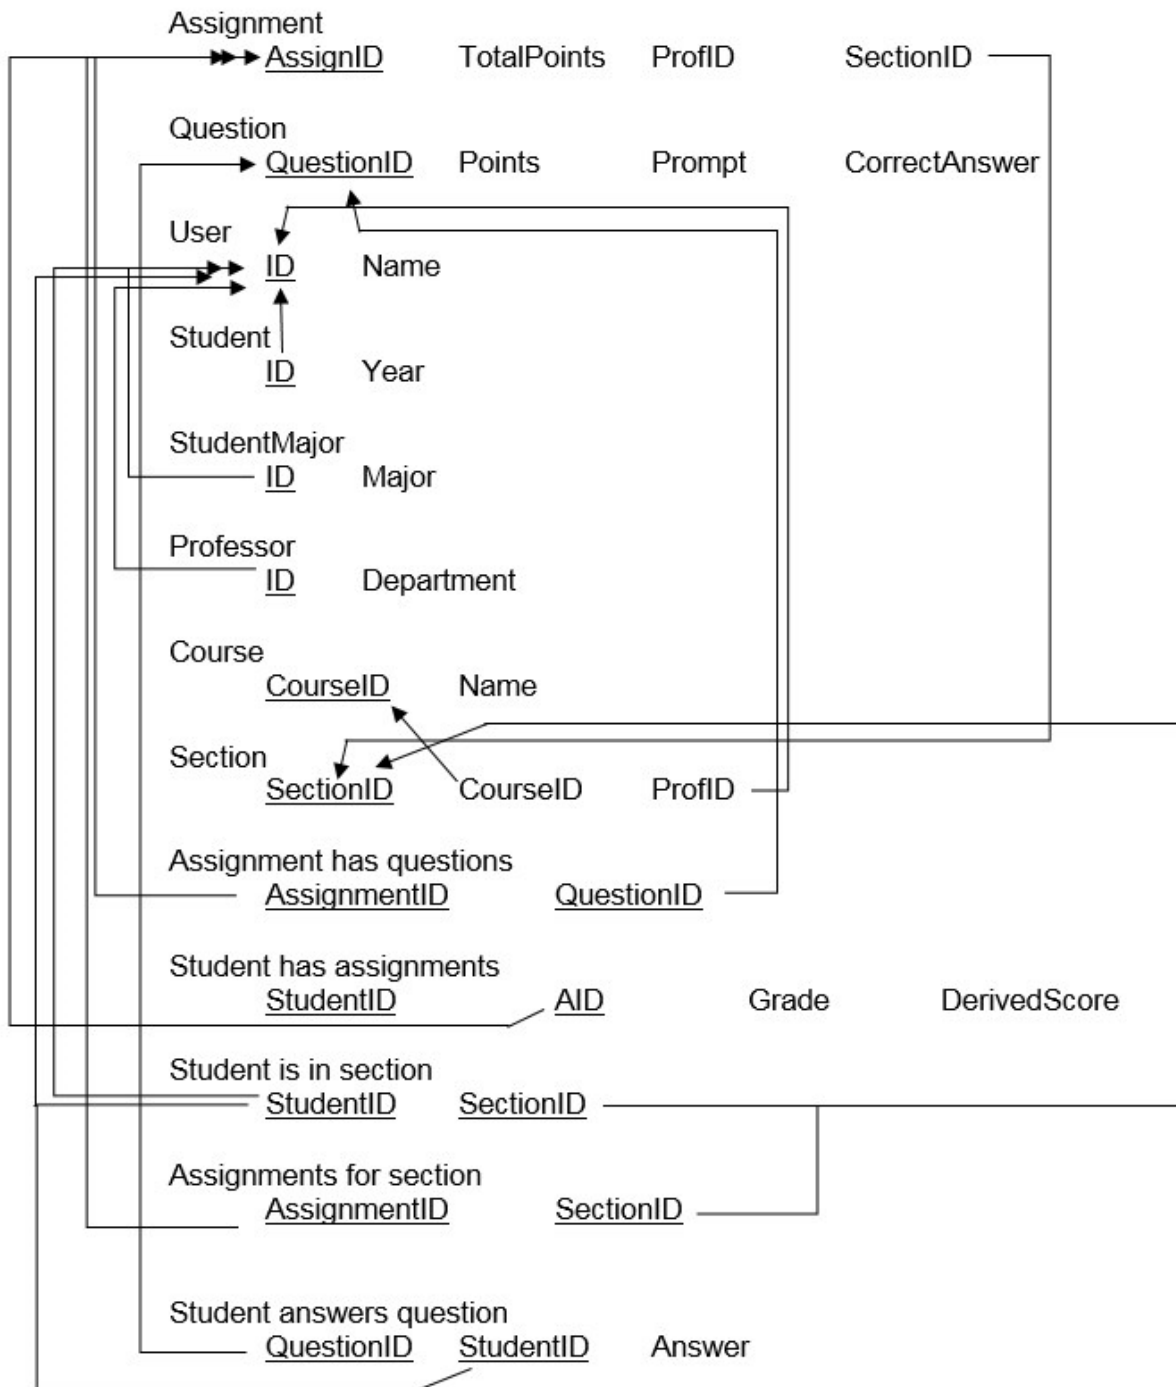 Assignment
AssignID TotalPoints ProfID SectionID
Question
QuestionID Points Prompt CorrectAnswer
User
ID Name
Student
ID Year
StudentMajor
ID Major
Professor
ID Department
Course
CourseID Name
Section
SectionID CourseID ProfID
Assignment has questions
AssignmentID QuestionID
Student has assignments
StudentID AID Grade DerivedScore
Student is in section
StudentID SectionID
Assignments for section
AssignmentID SectionID
Student answers question
QuestionID StudentID Answer